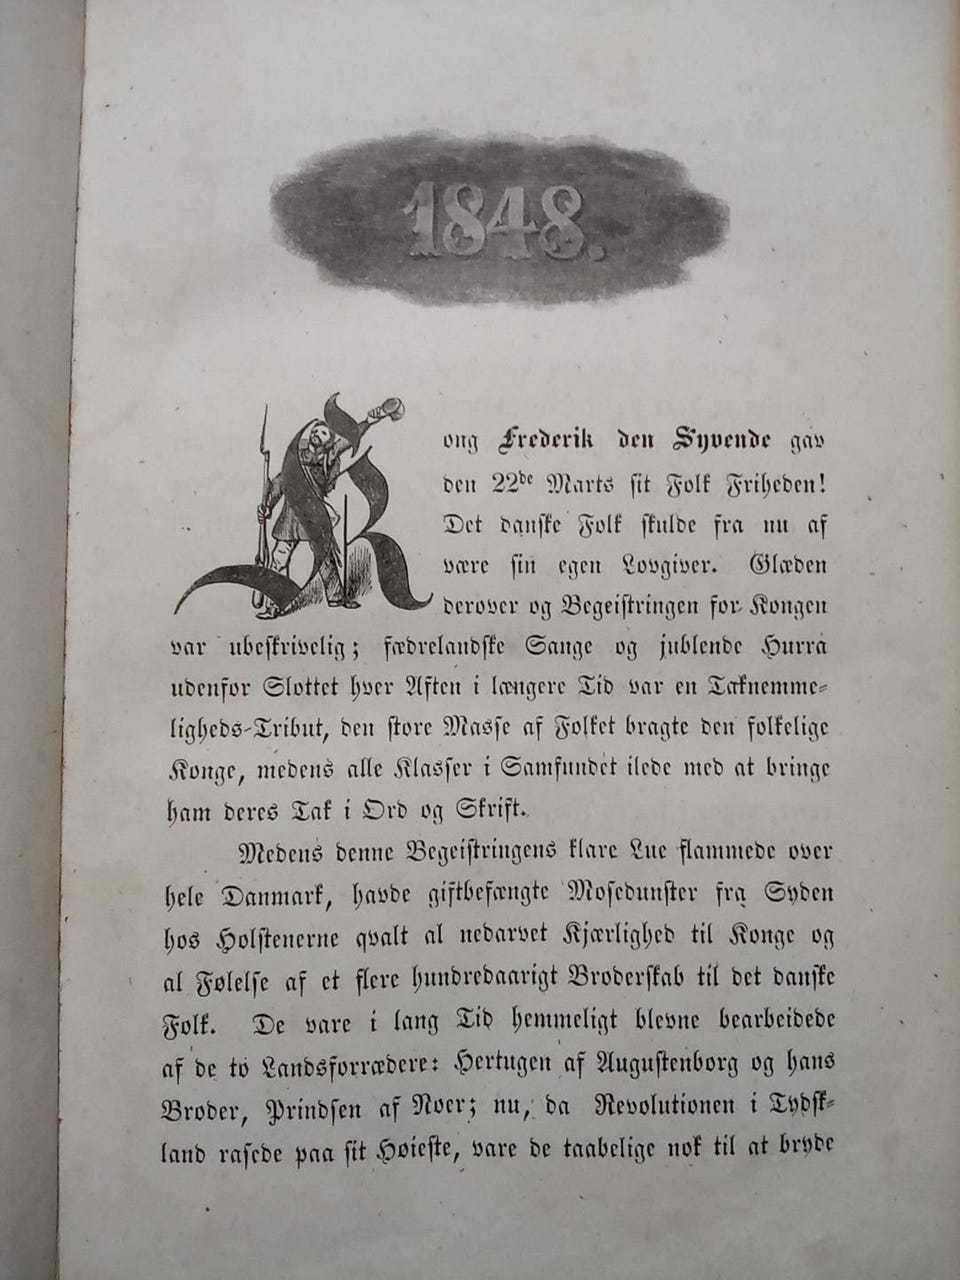 1848.
Kong Frederik den Syvende gav
den 22de Marts sit Folk Friheden!
Det danske Folk skulde fra nu af
være sin egen Lovgiver. Glæden
derover og Begeistringen for Kongen
var ubeskrivelig; fædrelandske Sange og jublende Hurra
udenfor Slottet hver Aften i længere Tid var en Taknemme-
ligheds-Tribut, den store Masse af Folket bragte den folkelige
Konge, medens alle Klasser i Samfundet ilede med at bringe
ham deres Tak i Ord og Skrift.
Medens denne Begeistringens klare Lue flammede over
hele Danmark, havde giftbefængte Mosedunster fra Syden
hos Holstenerne qvalt al nedarvet Kjærlighed til Konge og
al Følelse af et flere hundredaarigt Broderskab til det danske
Folk. De vare i lang Tid hemmeligt blevne bearbeidede
af de to Landsforrædere: Hertugen af Augustenborg og hans
Broder, Prindsen af Noer; nu, da Revolutionen i Tydsk-
land rasede paa sit Høieste, vare de taabelige nok til at bryde